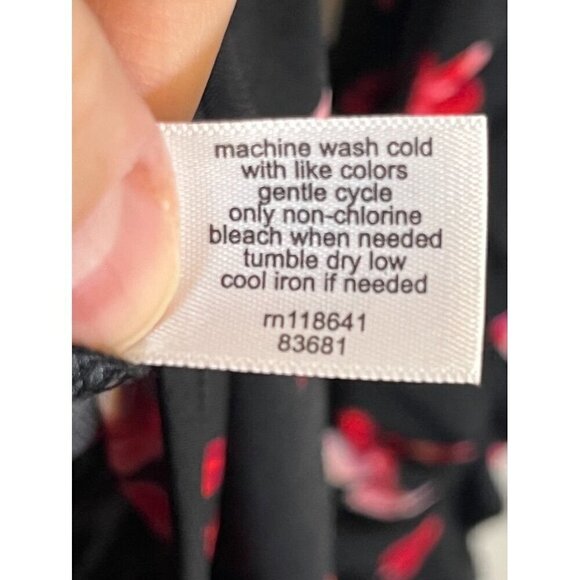 machine wash cold
with like colors
gentle cycle
only non-chlorine
bleach when needed
tumble dry low
cool iron if needed
rn118641
83681